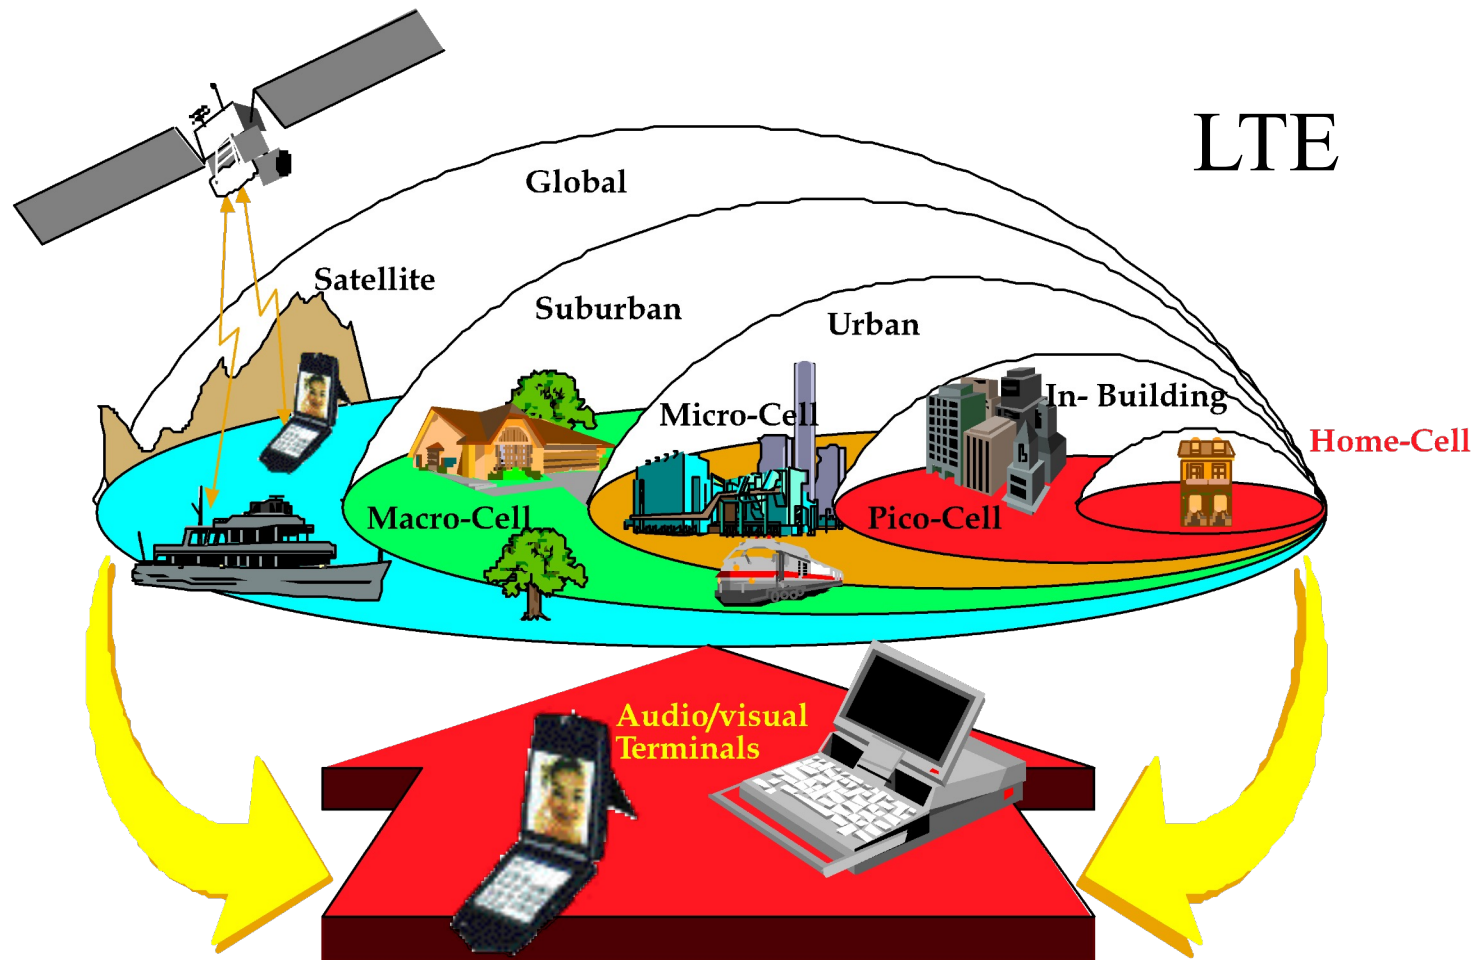 LTE
Global
Satellite
Suburban
Urban
In- Building
Micro-Cell
Home-Cell
Macro-Cell
Pico-Cell
Audio/visual
Terminals